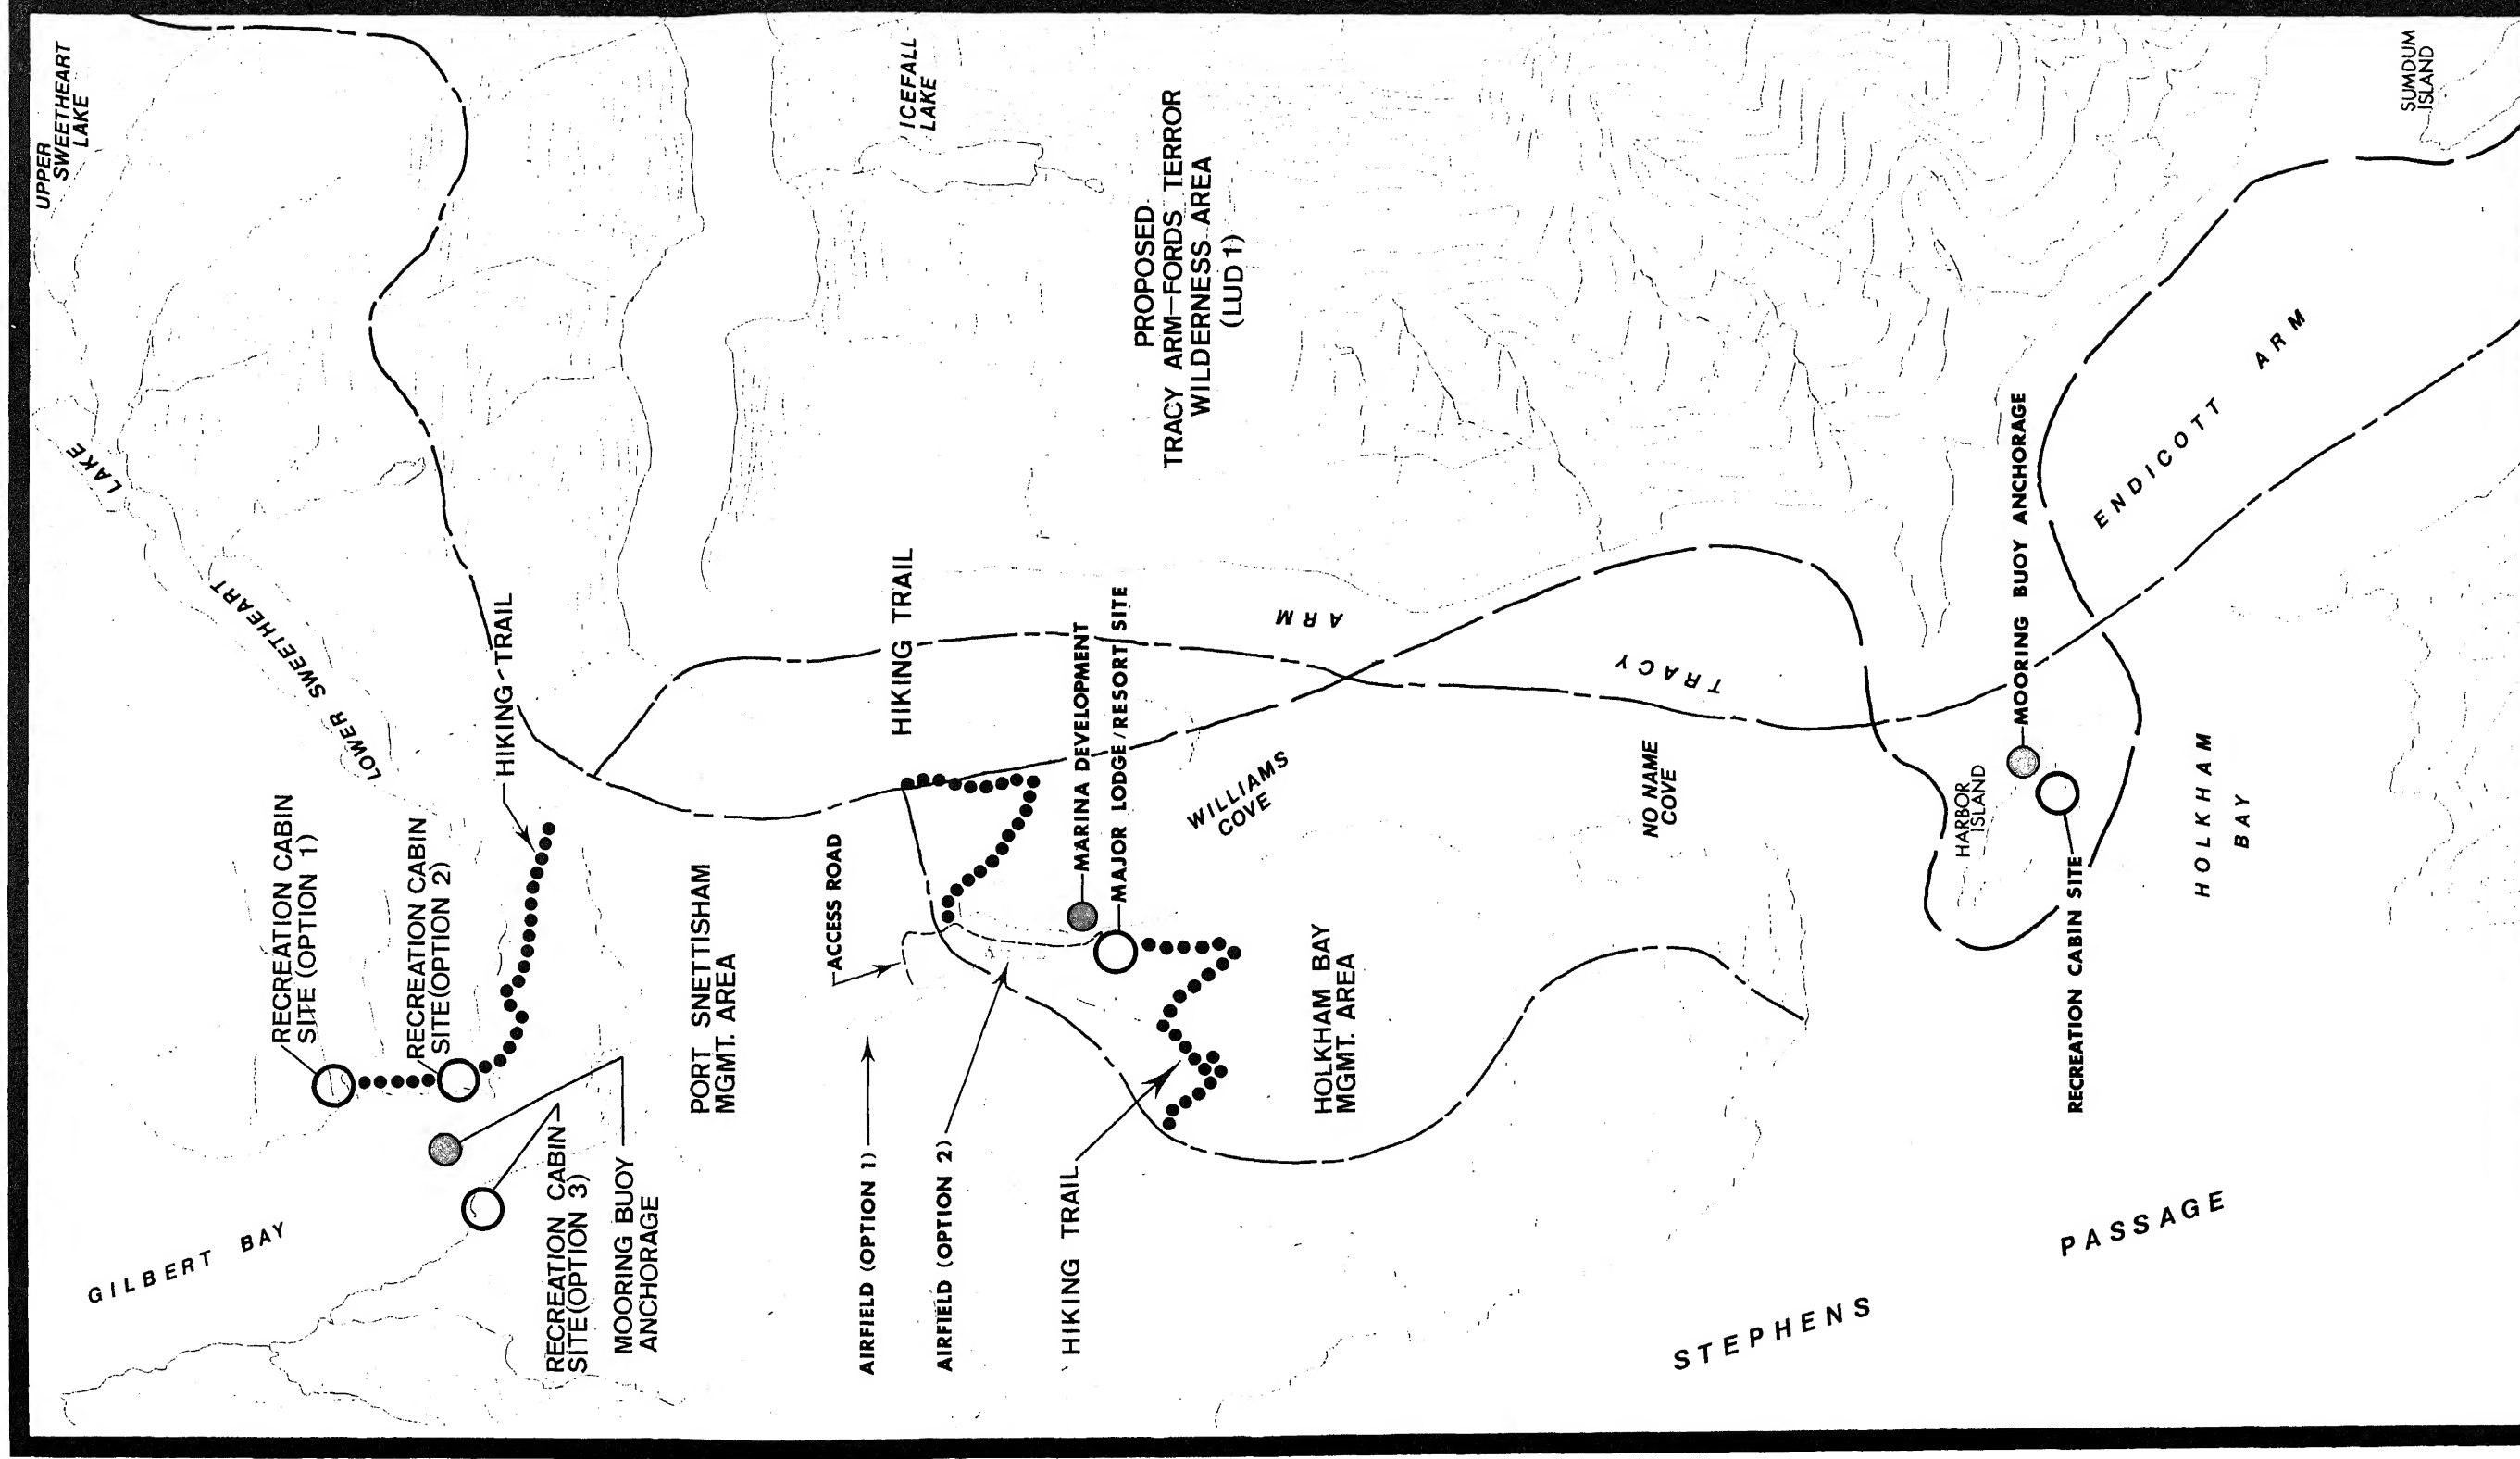 UPPER
SWEETHEART
LAKE
ICEFALL
LAKE
SUMDUM
ISLAND
PROPOSED
TRACY ARM—FORDS TERROR
WILDERNESS AREA
(LUD 1)
LOWER SWEETHEART LAKE
HIKING TRAIL
HIKING TRAIL
TRACY ARM
ENDICOTT ARM
MOORING BUOY ANCHORAGE
MARINA DEVELOPMENT
MAJOR LODGE/RESORT SITE
WILLIAMS
COVE
NO NAME
COVE
HARBOR
ISLAND
HOLKHAM
BAY
RECREATION CABIN
SITE (OPTION 1)
RECREATION CABIN
SITE(OPTION 2)
PORT SNETTISHAM
MGMT. AREA
ACCESS ROAD
HOLKHAM BAY
MGMT. AREA
RECREATION CABIN SITE
GILBERT BAY
RECREATION CABIN
SITE(OPTION 3)
MOORING BUOY
ANCHORAGE
AIRFIELD (OPTION 1)
AIRFIELD (OPTION 2)
HIKING TRAIL
STEPHENS PASSAGE